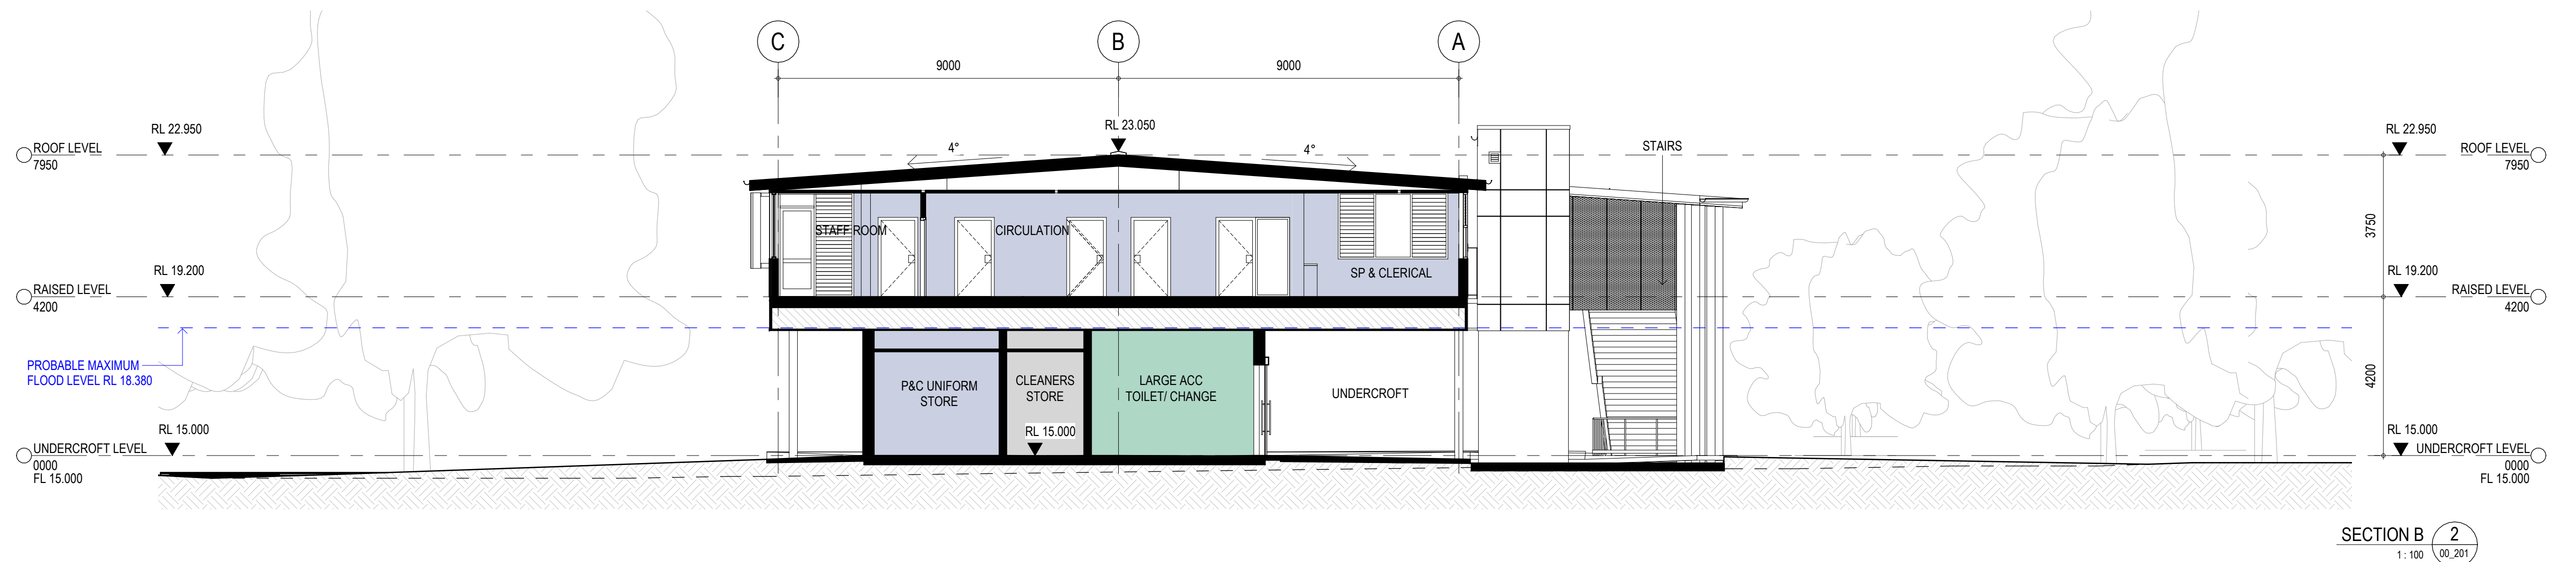 C
B
A
9000
9000
RL 23.050
4°
4°
RL 22.950
ROOF LEVEL
7950
RL 19.200
RAISED LEVEL
4200
PROBABLE MAXIMUM
FLOOD LEVEL RL 18.380
RL 15.000
UNDERCROFT LEVEL
0000
FL 15.000
STAFF ROOM
CIRCULATION
SP & CLERICAL
STAIRS
P&C UNIFORM
STORE
CLEANERS
STORE
RL 15.000
LARGE ACC
TOILET/ CHANGE
UNDERCROFT
RL 22.950
ROOF LEVEL
7950
3750
RL 19.200
RAISED LEVEL
4200
4200
RL 15.000
UNDERCROFT LEVEL
0000
FL 15.000
SECTION B
1 : 100
2
00_201